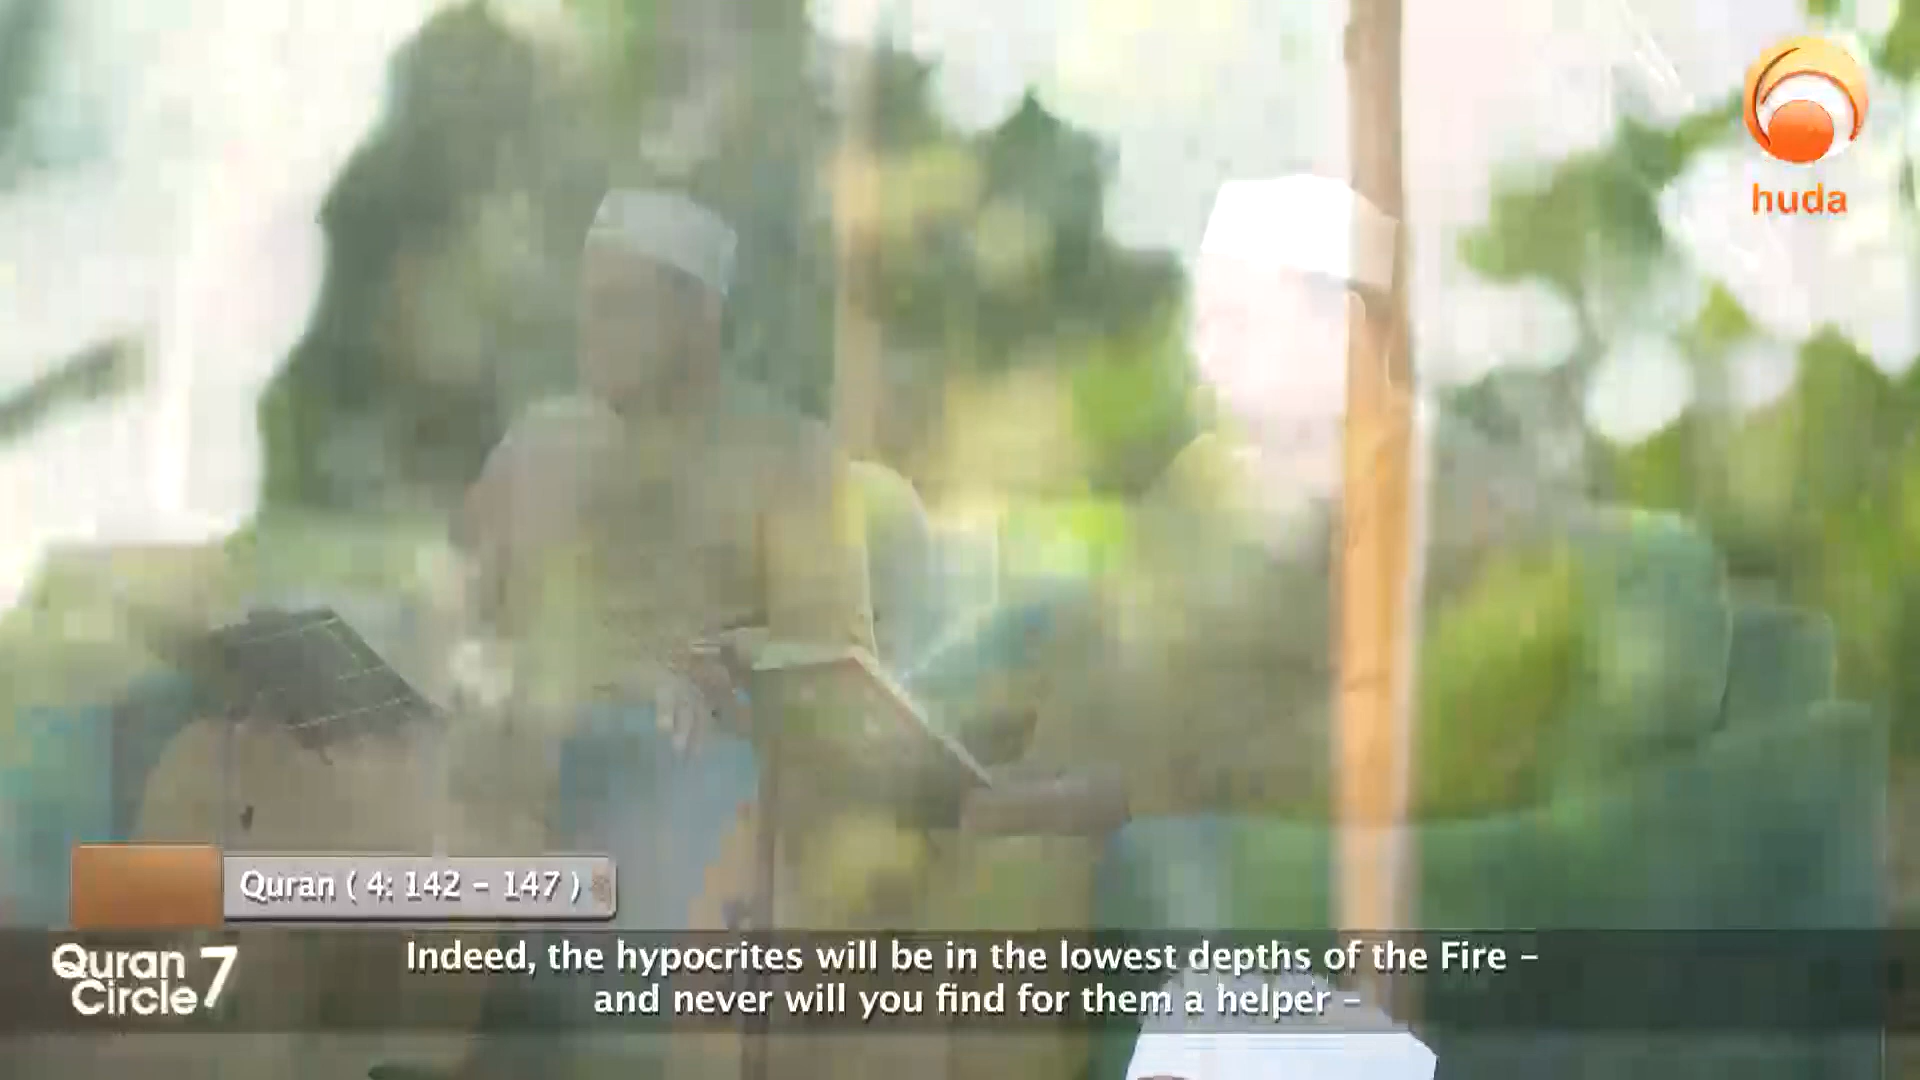 huda
Quran ( 4: 142 - 147 )
Quran
Circle 7
Indeed, the hypocrites will be in the lowest depths of the Fire -
and never will you find for them a helper -